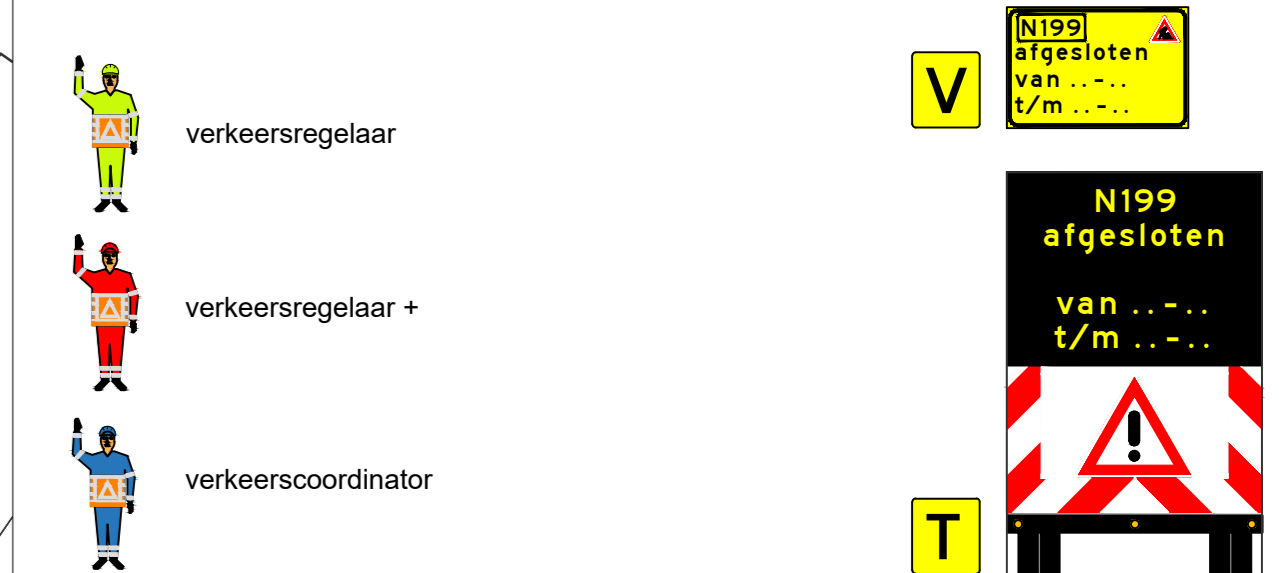 verkeersregelaar
verkeersregelaar +
verkeerscoordinator
V
N199
afgesloten
van ..-..
t/m ..-..
N199
afgesloten
van ..-..
t/m ..-..
T